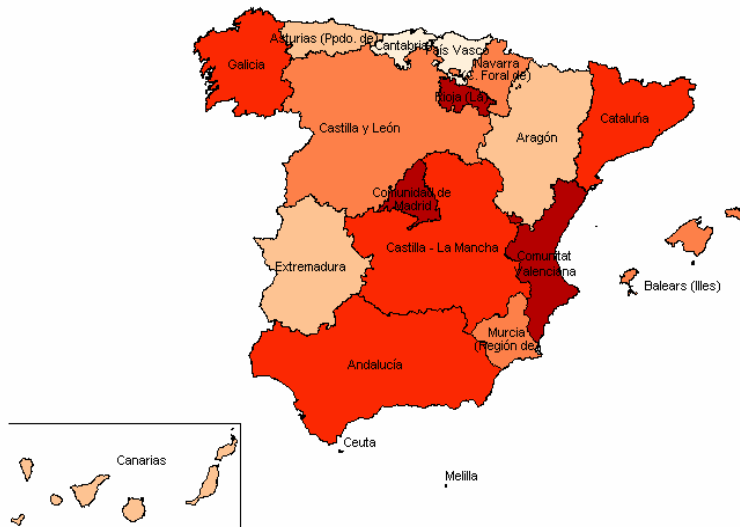 Asturias (Ppdo. de)
Cantabria
País Vasco
Galicia
Navarra
(C. Foral de)
Rioja (La)
Cataluña
Castilla y León
Aragón
Comunidad de
Madrid
Castilla - La Mancha
Comunitat
Valenciana
Extremadura
Balears (Illes)
Murcia
(Región de
Andalucía
Ceuta
Canarias
Melilla